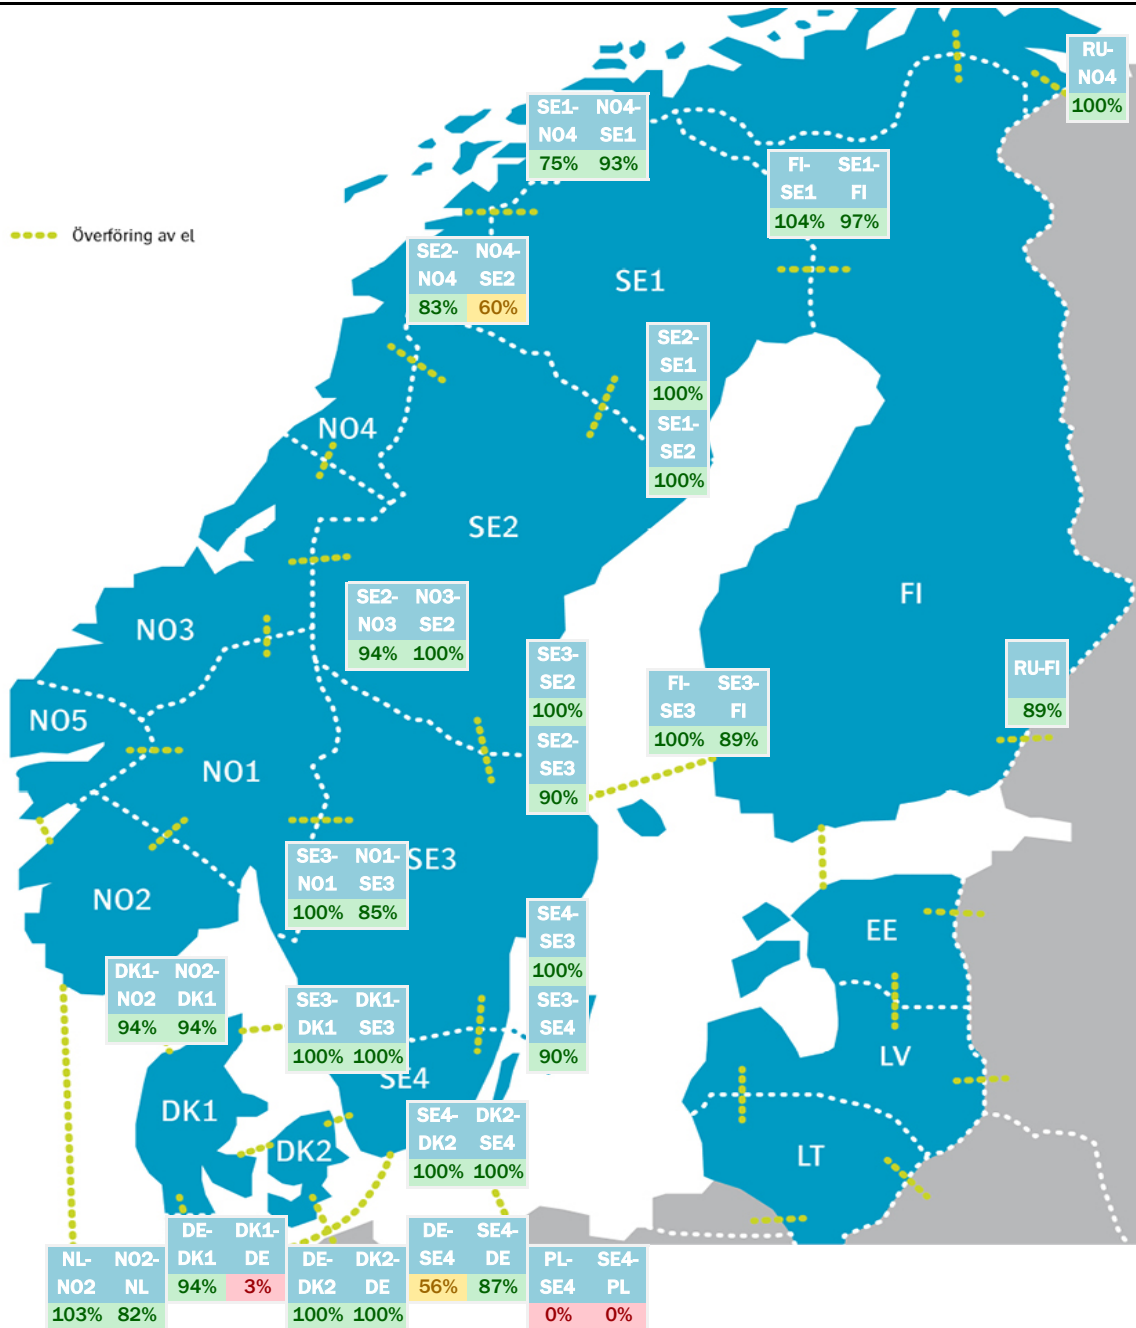 RU-
NO4
100%
SE1- NO4-
NO4 SE1
75% 93%
FI- SE1-
SE1 FI
104% 97%
Överföring av el
SE2- NO4-
NO4 SE2
83% 60%
SE1
SE2-
SE1
100%
SE1-
SE2
100%
NO4
SE2
FI
SE2- NO3-
NO3 SE2
94% 100%
NO3
SE3-
SE2
100%
SE2-
SE3
90%
FI- SE3-
SE3 FI
100% 89%
RU-FI
89%
NO5
NO1
SE3- NO1-
NO1 SE3
100% 85%
SE3
NO2
SE4-
SE3
100%
SE3-
SE4
90%
EE
DK1- NO2-
NO2 DK1
94% 94%
SE3- DK1-
DK1 SE3
100% 100%
LV
SE4
DK1
SE4- DK2-
DK2 SE4
100% 100%
DK2
LT
NL- NO2-
NO2 NL
103% 82%
DE- DK1-
DK1 DE
94% 3%
DE- DK2-
DK2 DE
100% 100%
DE- SE4-
SE4 DE
56% 87%
PL- SE4-
SE4 PL
0% 0%